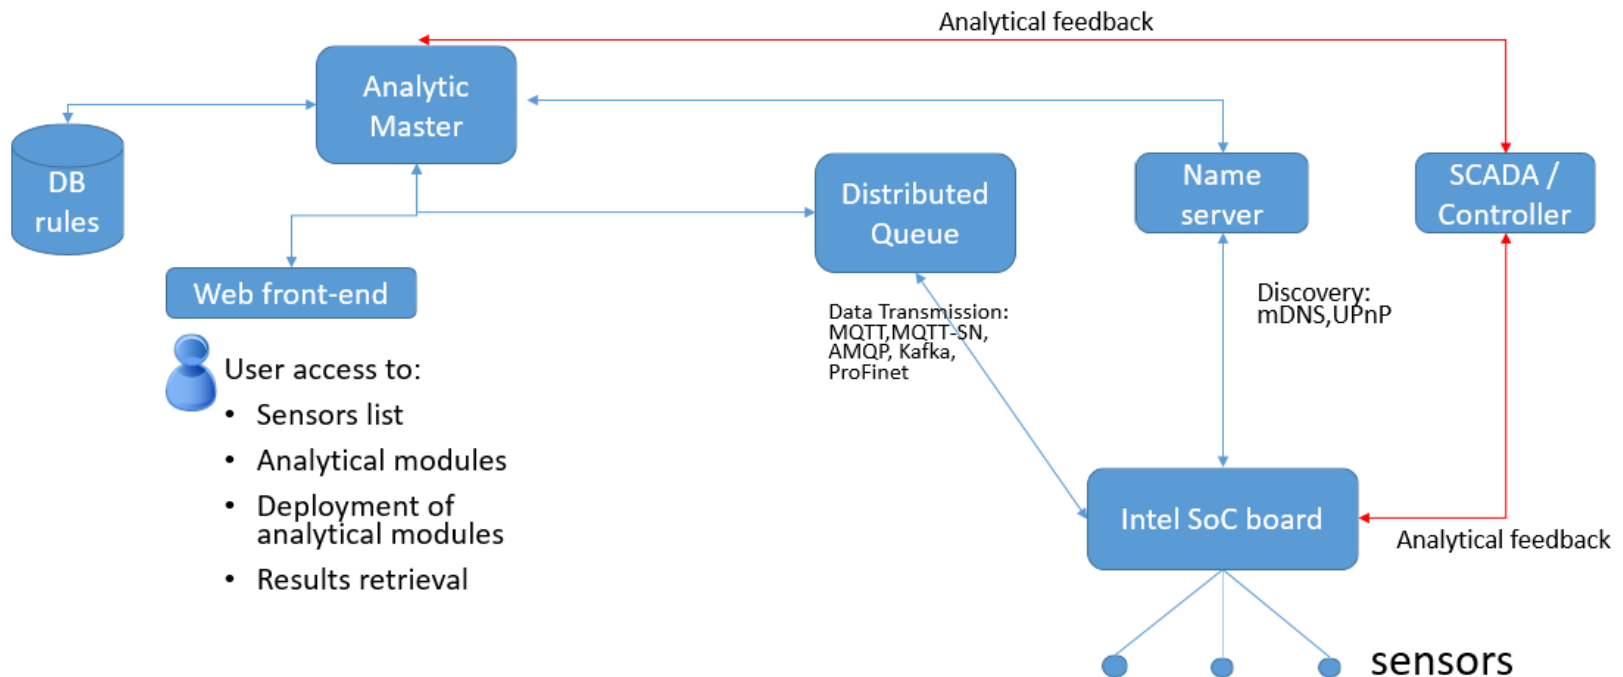 Analytical feedback
Analytic
Master
DB
rules
Distributed
Queue
Name
server
SCADA /
Controller
Web front-end
Data Transmission:
MQTT,MQTT-SN,
AMQP, Kafka,
ProFinet
Discovery:
mDNS,UPnP
User access to:
• Sensors list
• Analytical modules
• Deployment of
analytical modules
• Results retrieval
Intel SoC board
Analytical feedback
sensors